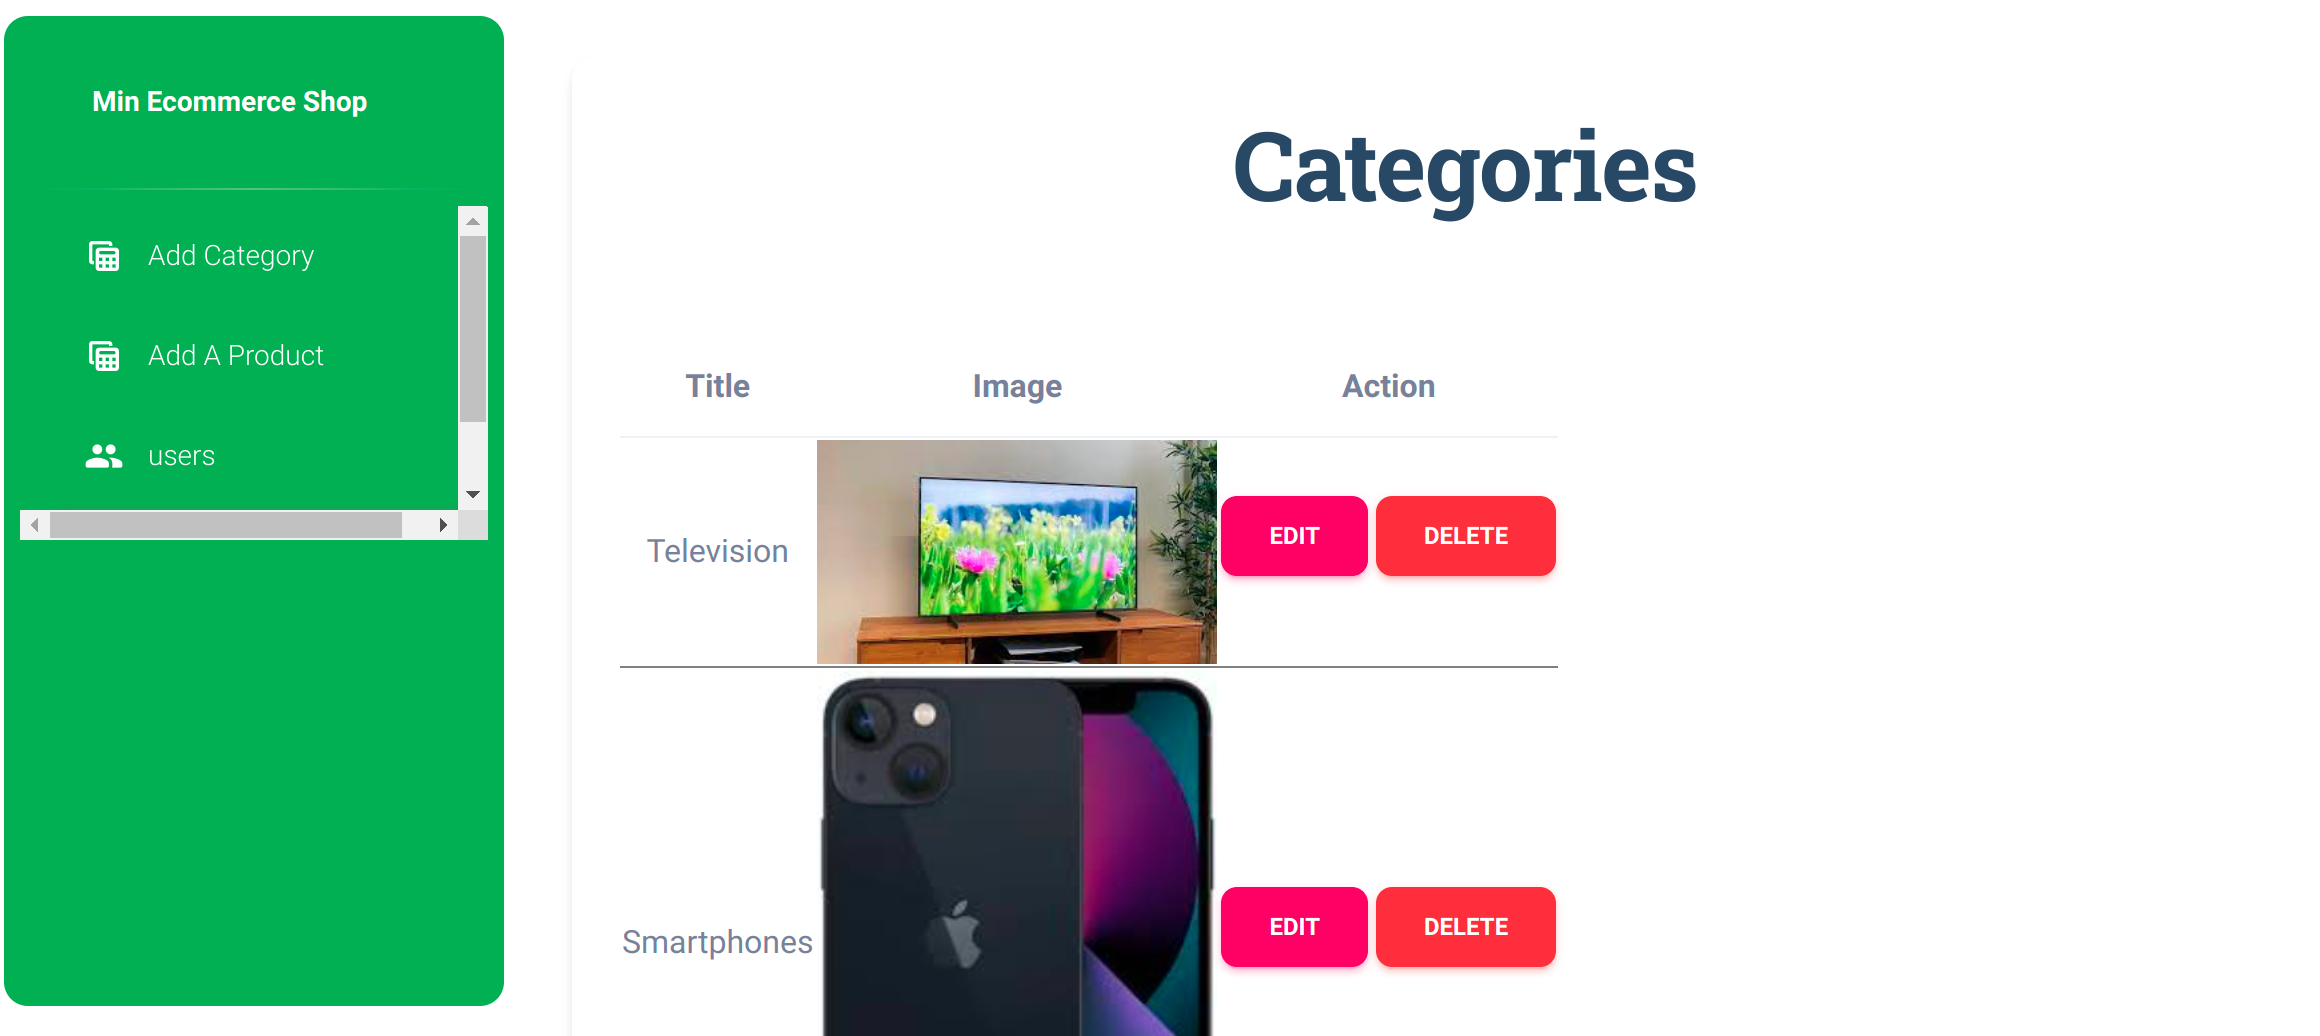 Min Ecommerce Shop
Add Category
Add A Product
users
Categories
Title Image Action
Television EDIT DELETE
Smartphones EDIT DELETE